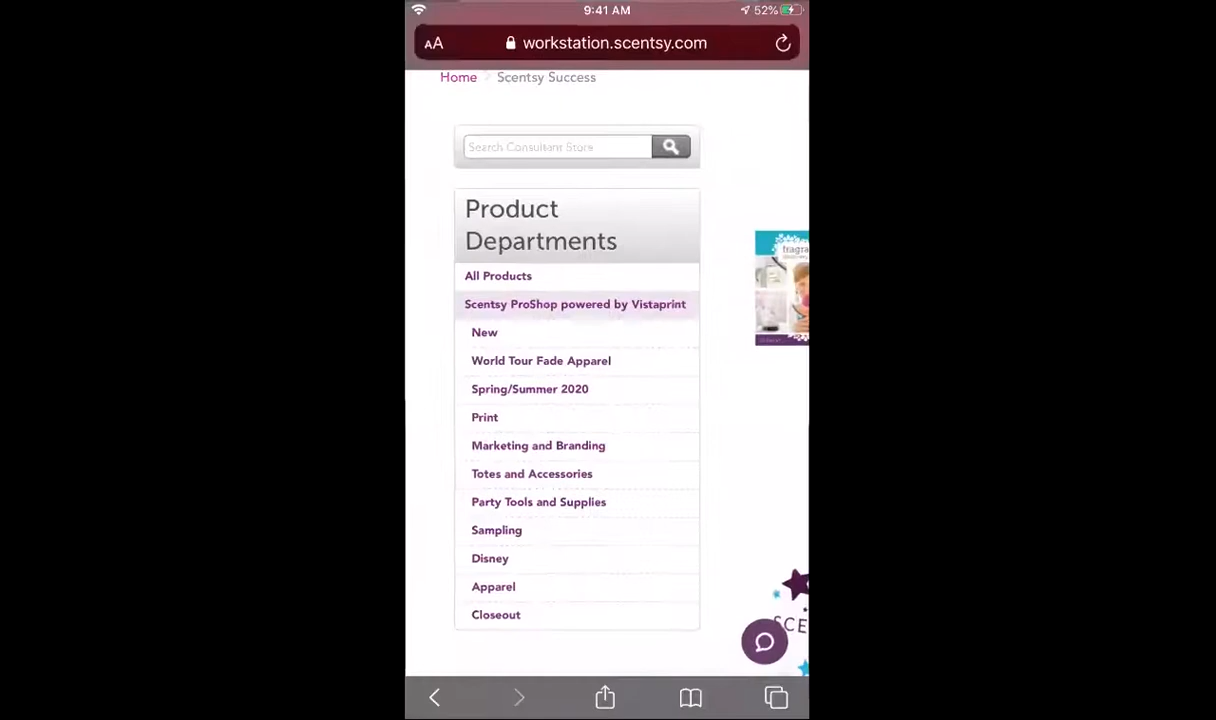 9:41 AM
52%
AA
workstation.scentsy.com
Home
Scentsy Success
Search Consultant Store
Product
Departments
All Products
Scentsy ProShop powered by Vistaprint
New
World Tour Fade Apparel
Spring/Summer 2020
Print
Marketing and Branding
Totes and Accessories
Party Tools and Supplies
Sampling
Disney
Apparel
Closeout
fragra
SCE